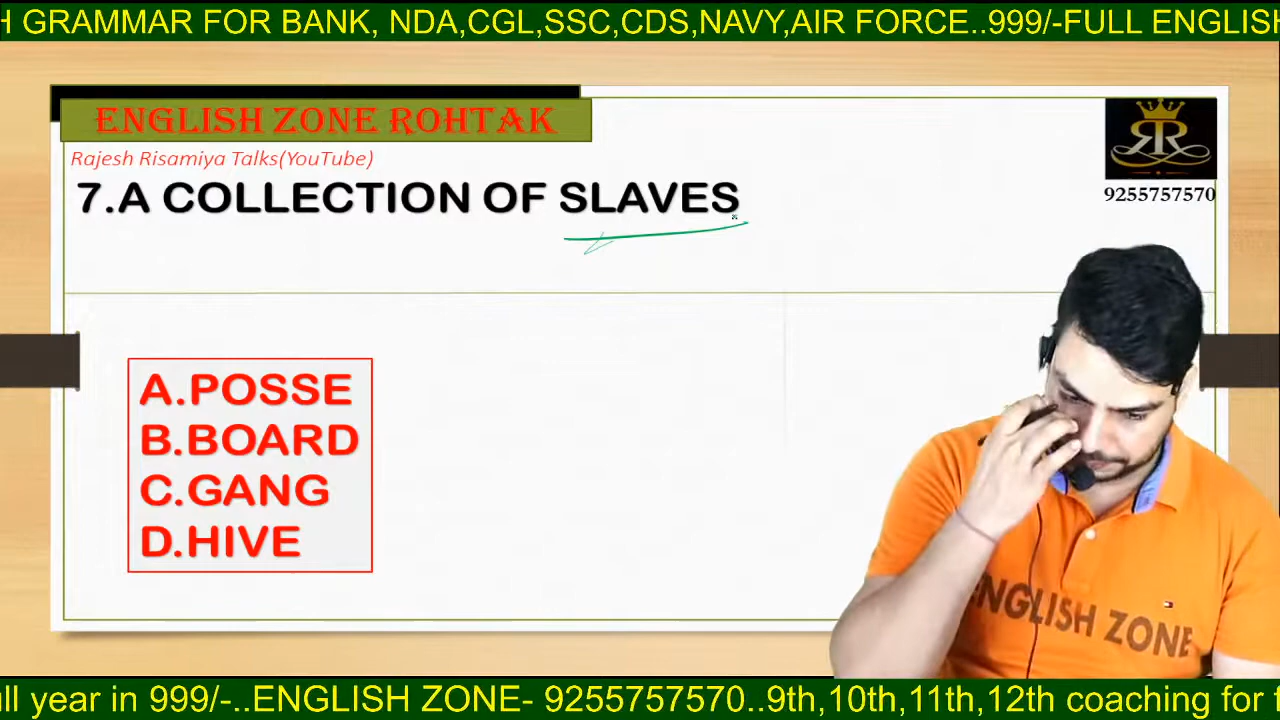 H GRAMMAR FOR BANK, NDA,CGL,SSC,CDS,NAVY,AIR FORCE..999/-FULL ENGLISH
ENGLISH ZONE ROHTAK
Rajesh Risamiya Talks(YouTube)
7.A COLLECTION OF SLAVES
RR
9255757570
A.POSSE
B.BOARD
C.GANG
D.HIVE
ENGLISH ZONE
ull year in 999/-..ENGLISH ZONE- 9255757570..9th,10th,11th,12th coaching for